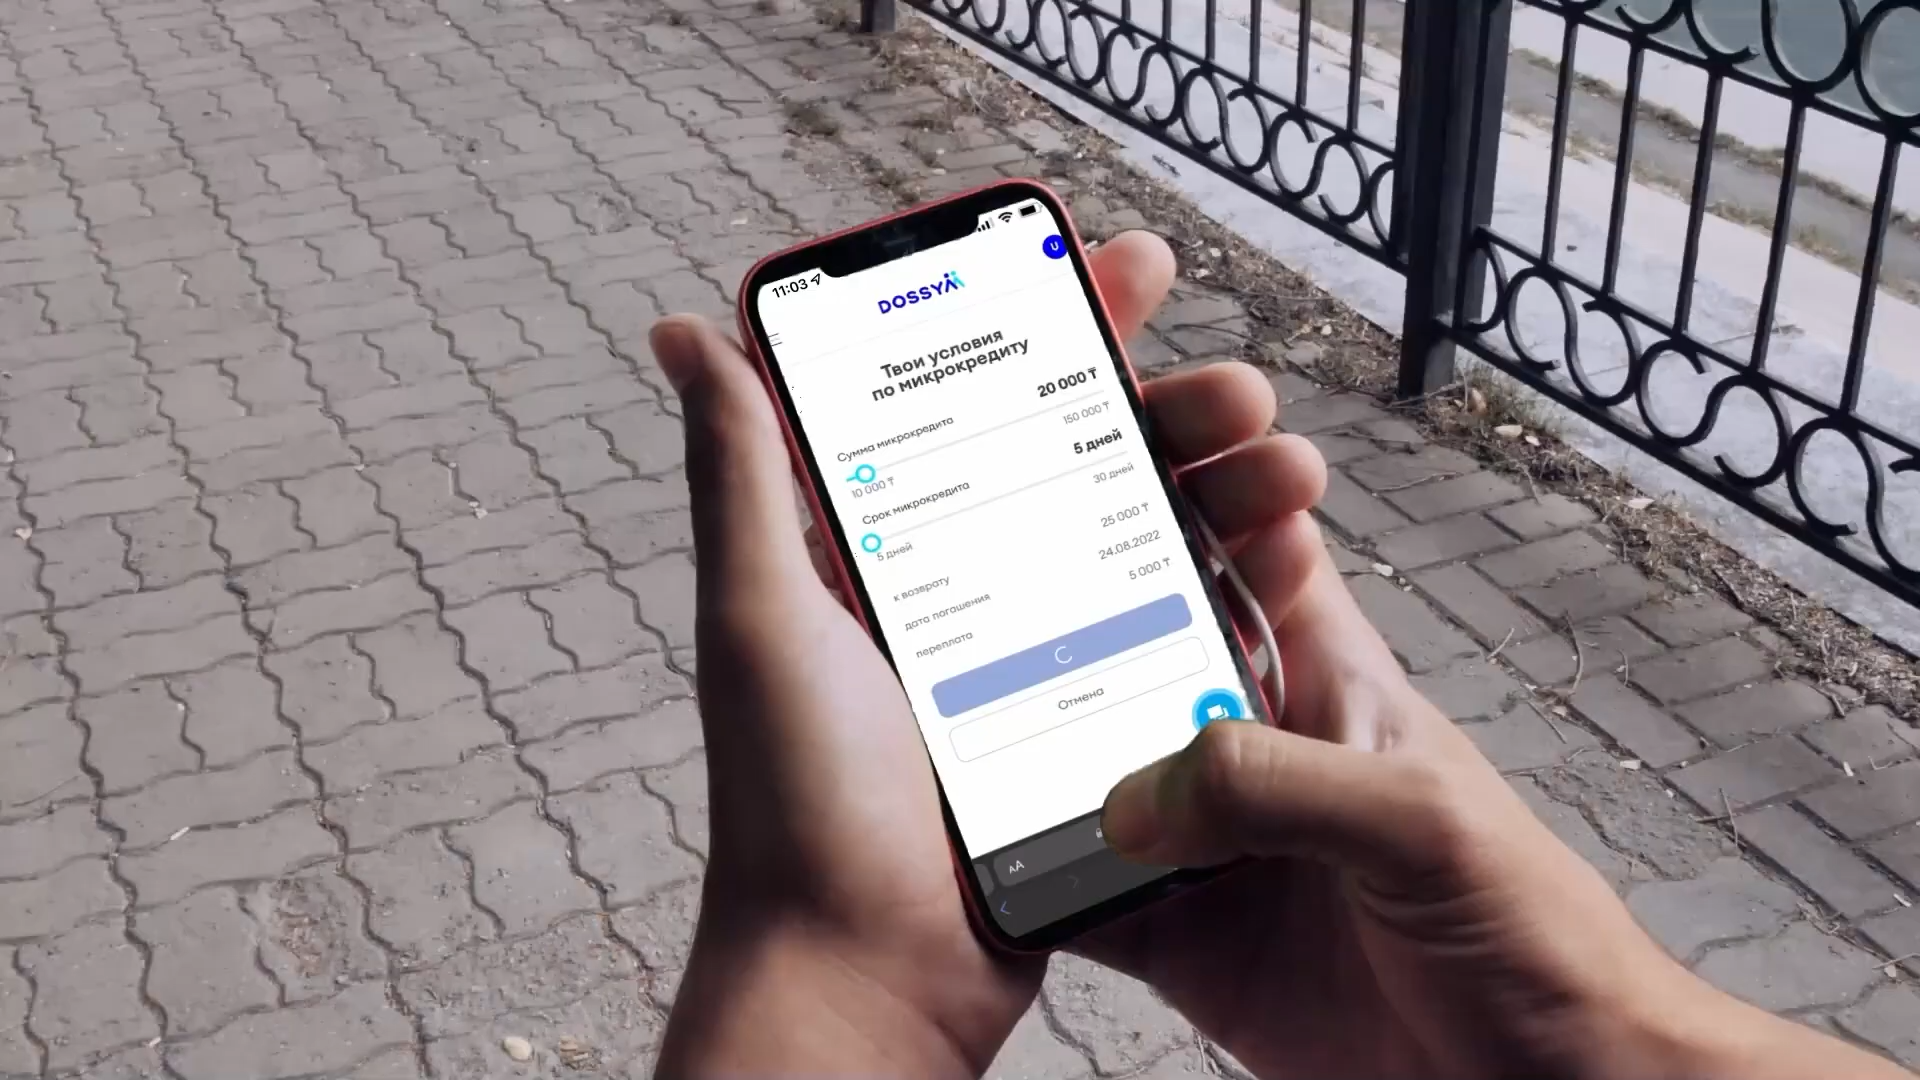 11:03
U
DOSSYM
Твои условия
по микрокредиту
Сумма микрокредита
20 000 ₸
10 000 ₸
150 000 ₸
Срок микрокредита
5 дней
5 дней
30 дней
к возврату
25 000 ₸
дата погашения
24.08.2022
переплата
5 000 ₸
Отмена
AA